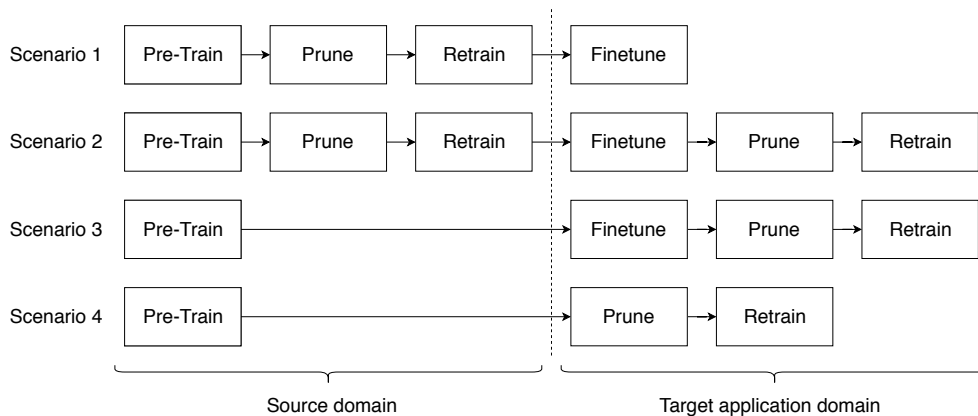 Scenario 1 Pre-Train Prune Retrain Finetune
Scenario 2 Pre-Train Prune Retrain Finetune Prune Retrain
Scenario 3 Pre-Train Finetune Prune Retrain
Scenario 4 Pre-Train Prune Retrain
Source domain Target application domain